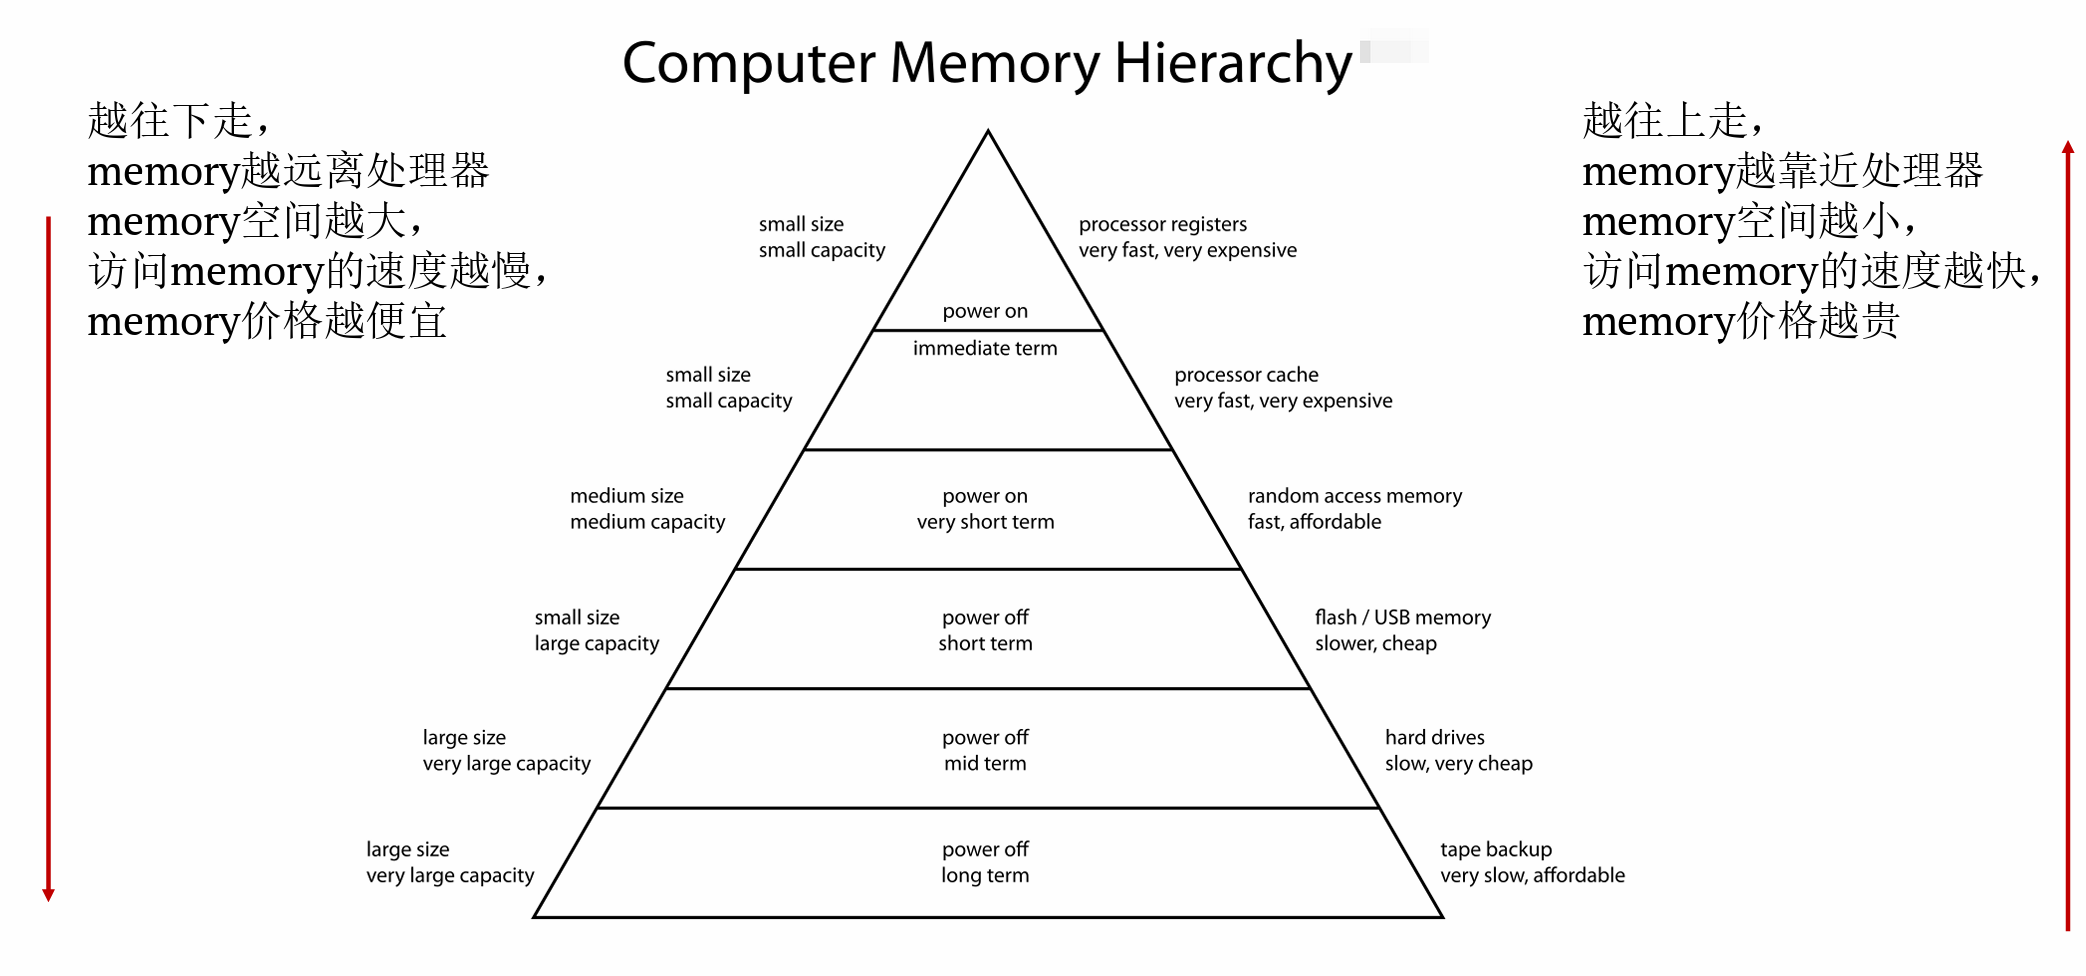 Computer Memory Hierarchy
越往下走，
memory越远离处理器
memory空间越大，
访问memory的速度越慢，
memory价格越便宜
越往上走，
memory越靠近处理器
memory空间越小，
访问memory的速度越快，
memory价格越贵
small size
small capacity
processor registers
very fast, very expensive
power on
immediate term
small size
small capacity
processor cache
very fast, very expensive
medium size
medium capacity
power on
very short term
random access memory
fast, affordable
small size
large capacity
power off
short term
flash / USB memory
slower, cheap
large size
very large capacity
power off
mid term
hard drives
slow, very cheap
large size
very large capacity
power off
long term
tape backup
very slow, affordable